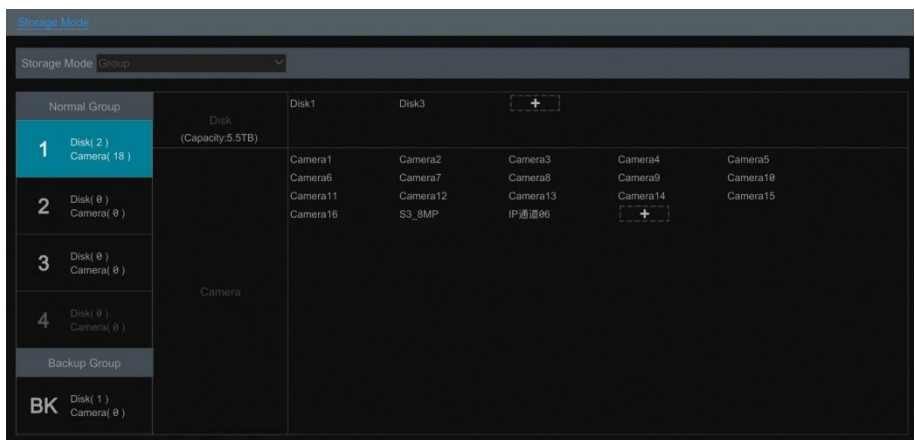 Storage Mode
Storage Mode Group
Normal Group
1 Disk( 2 )
Camera( 18 )
2 Disk( 0 )
Camera( 0 )
3 Disk( 0 )
Camera( 0 )
4 Disk( 0 )
Camera( 0 )
Backup Group
BK Disk( 1 )
Camera( 0 )
Disk
(Capacity:5.5TB)
Disk1 Disk3 +
Camera
Camera1 Camera2 Camera3 Camera4 Camera5
Camera6 Camera7 Camera8 Camera9 Camera10
Camera11 Camera12 Camera13 Camera14 Camera15
Camera16 S3_8MP IP通道06 +